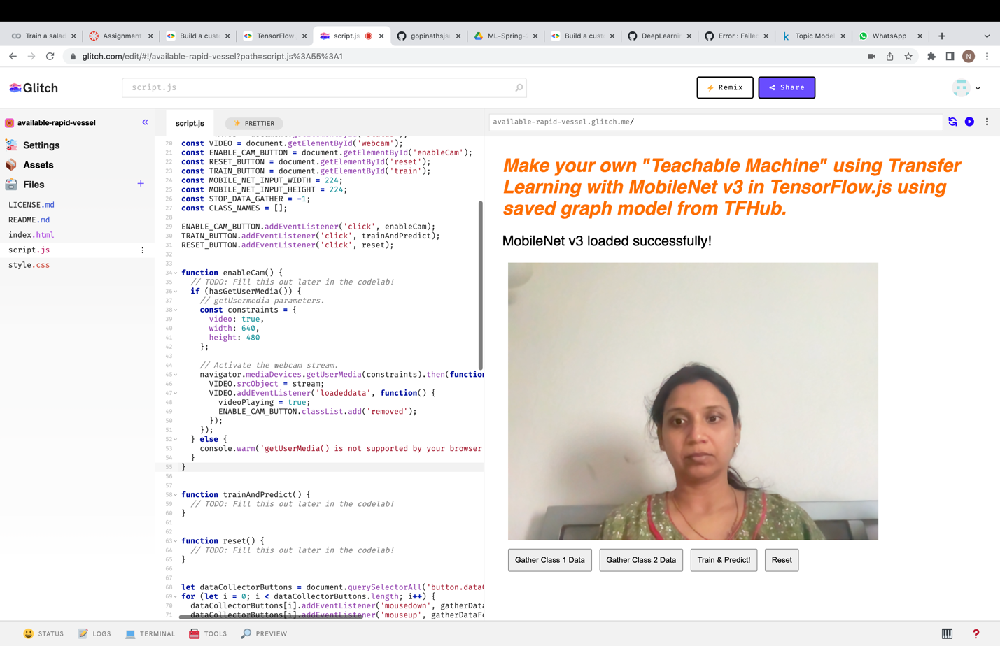 Train a salad
Assignment
Build a custo
TensorFlow.
script.js
gopinathsjsu
ML-Spring-2
Build a custo
DeepLearnin
Error : Failed
Topic Model
WhatsApp
glitch.com/edit/#!/available-rapid-vessel?path=script.js%3A55%3A1
N
Glitch
script.js
Remix
Share
available-rapid-vessel
Settings
Assets
Files
LICENSE.md
README.md
index.html
script.js
style.css
script.js
PRETTIER
20 const VIDEO = document.getElementById('webcam');
21 const ENABLE_CAM_BUTTON = document.getElementById('enableCam');
22 const RESET_BUTTON = document.getElementById('reset');
23 const TRAIN_BUTTON = document.getElementById('train');
24 const MOBILE_NET_INPUT_WIDTH = 224;
25 const MOBILE_NET_INPUT_HEIGHT = 224;
26 const STOP_DATA_GATHER = -1;
27 const CLASS_NAMES = [];
28
29 ENABLE_CAM_BUTTON.addEventListener('click', enableCam);
30 TRAIN_BUTTON.addEventListener('click', trainAndPredict);
31 RESET_BUTTON.addEventListener('click', reset);
32
33
34 function enableCam() {
35 // TODO: Fill this out later in the codelab!
36 if (hasGetUserMedia()) {
37 // getUsermedia parameters.
38 const constraints = {
39 video: true,
40 width: 640,
41 height: 480
42 };
43
44 // Activate the webcam stream.
45 navigator.mediaDevices.getUserMedia(constraints).then(function
46 VIDEO.srcObject = stream;
47 VIDEO.addEventListener('loadeddata', function() {
48 videoPlaying = true;
49 ENABLE_CAM_BUTTON.classList.add('removed');
50 });
51 });
52 } else {
53 console.warn('getUserMedia() is not supported by your browser
54 }
55 }
56
57
58 function trainAndPredict() {
59 // TODO: Fill this out later in the codelab!
60 }
61
62
63 function reset() {
64 // TODO: Fill this out later in the codelab!
65 }
66
67
68 let dataCollectorButtons = document.querySelectorAll('button.dataC
69 for (let i = 0; i < dataCollectorButtons.length; i++) {
70 dataCollectorButtons[i].addEventListener('mousedown', gatherData
71 dataCollectorButtons[i].addEventListener('mouseup', gatherDataFo
available-rapid-vessel.glitch.me/
Make your own "Teachable Machine" using Transfer
Learning with MobileNet v3 in TensorFlow.js using
saved graph model from TFHub.
MobileNet v3 loaded successfully!
Gather Class 1 Data
Gather Class 2 Data
Train & Predict!
Reset
STATUS
LOGS
TERMINAL
TOOLS
PREVIEW
?